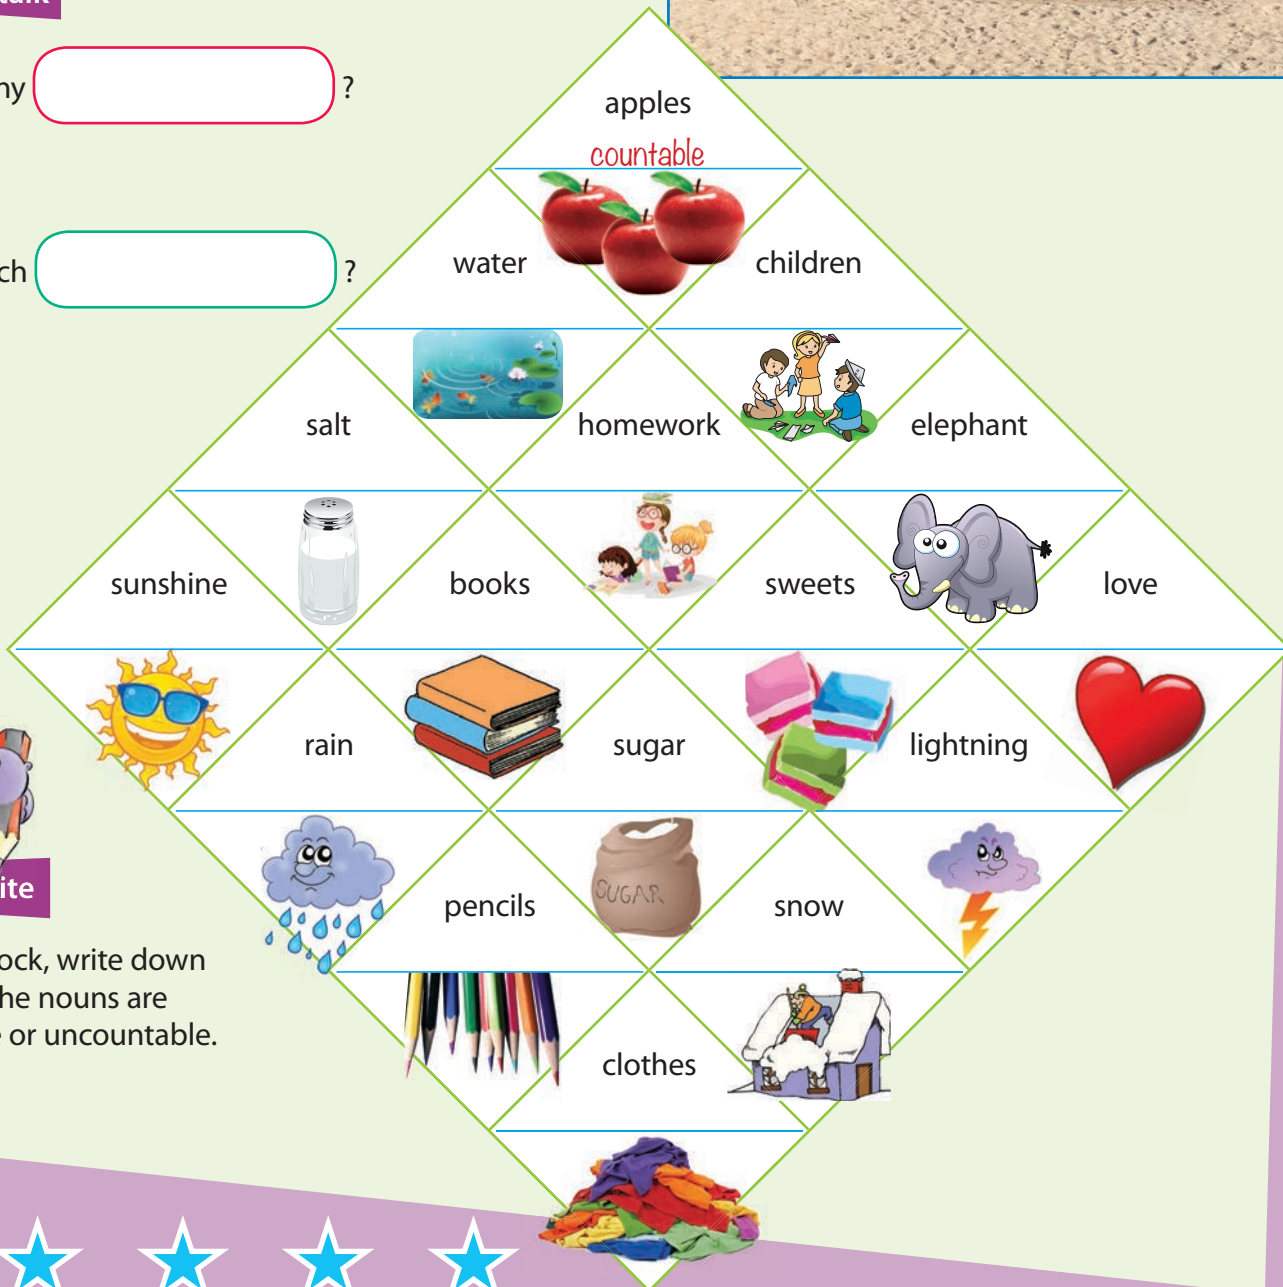 talk
ny ?
apples
countable
water children
ch ?
salt homework elephant
sunshine books sweets love
rain sugar lightning
SUGAR
ite
pencils snow
ock, write down
he nouns are
e or uncountable.
clothes